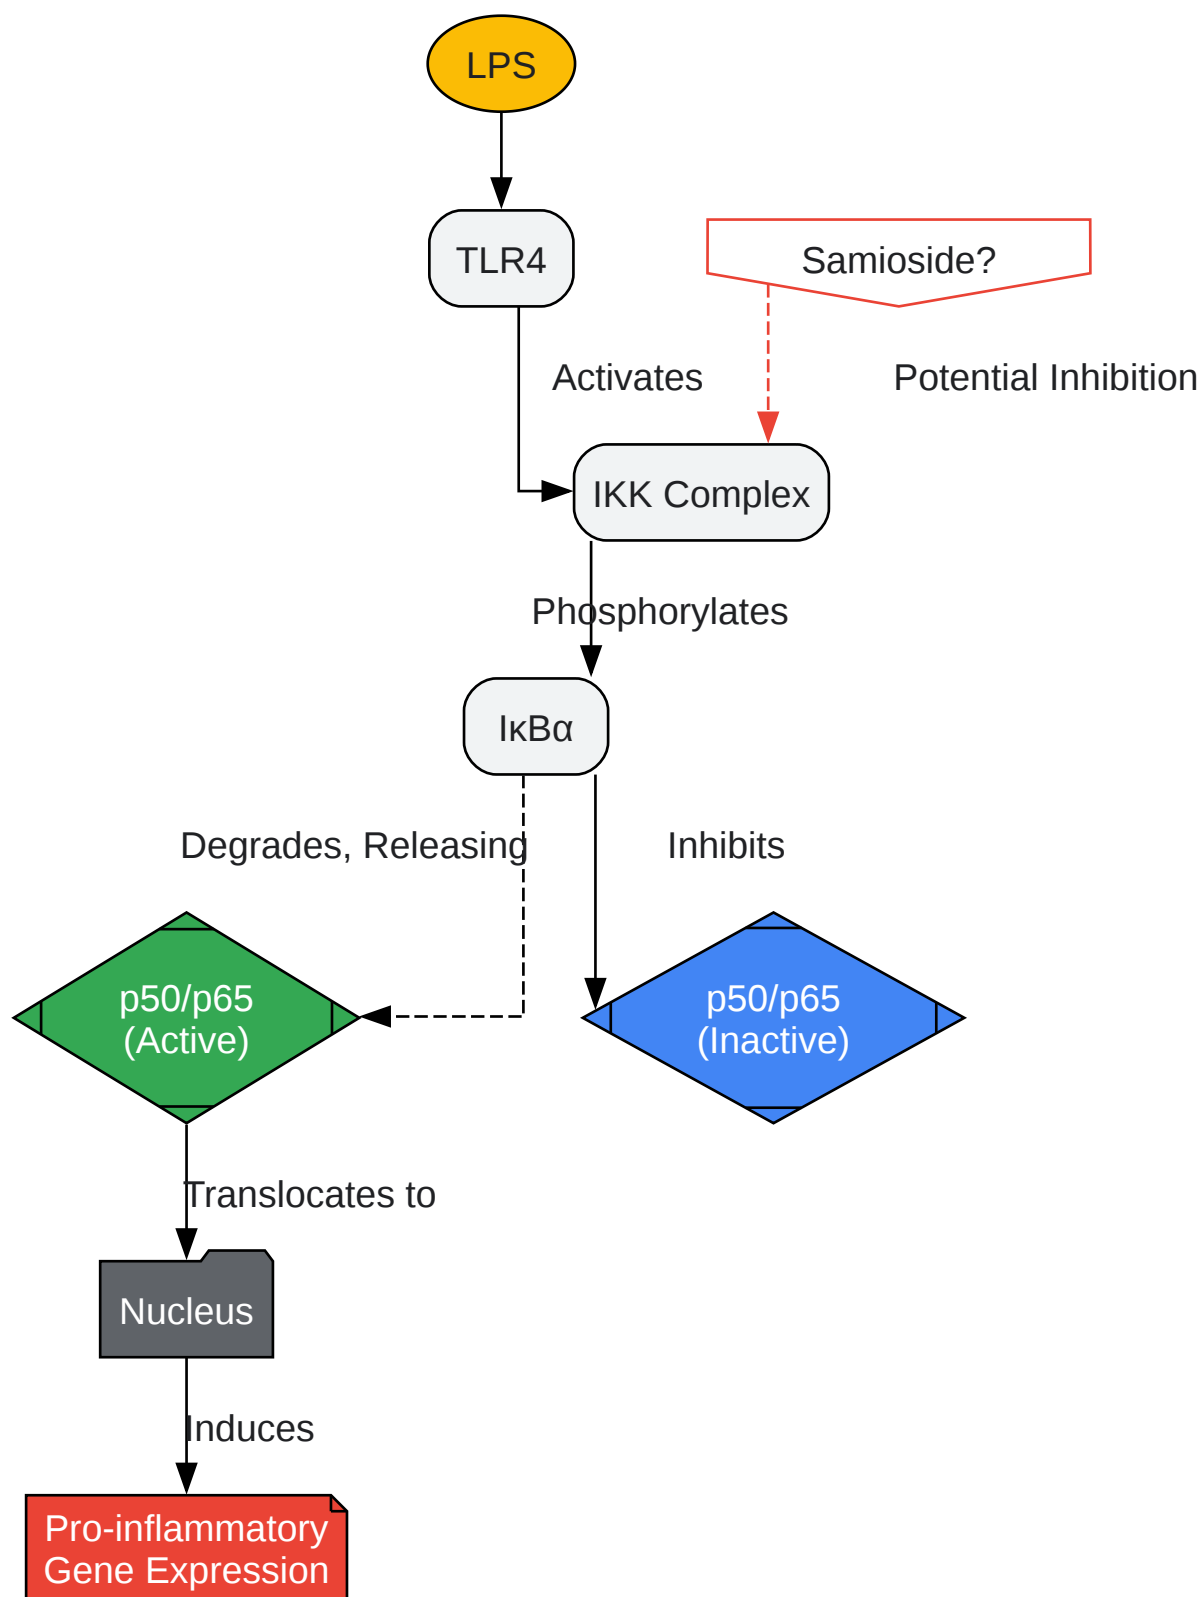 LPS
TLR4
Samioside?
Activates
Potential Inhibition
IKK Complex
Phosphorylates
IκBα
Degrades, Releasing
Inhibits
p50/p65
(Active)
p50/p65
(Inactive)
Translocates to
Nucleus
Induces
Pro-inflammatory
Gene Expression